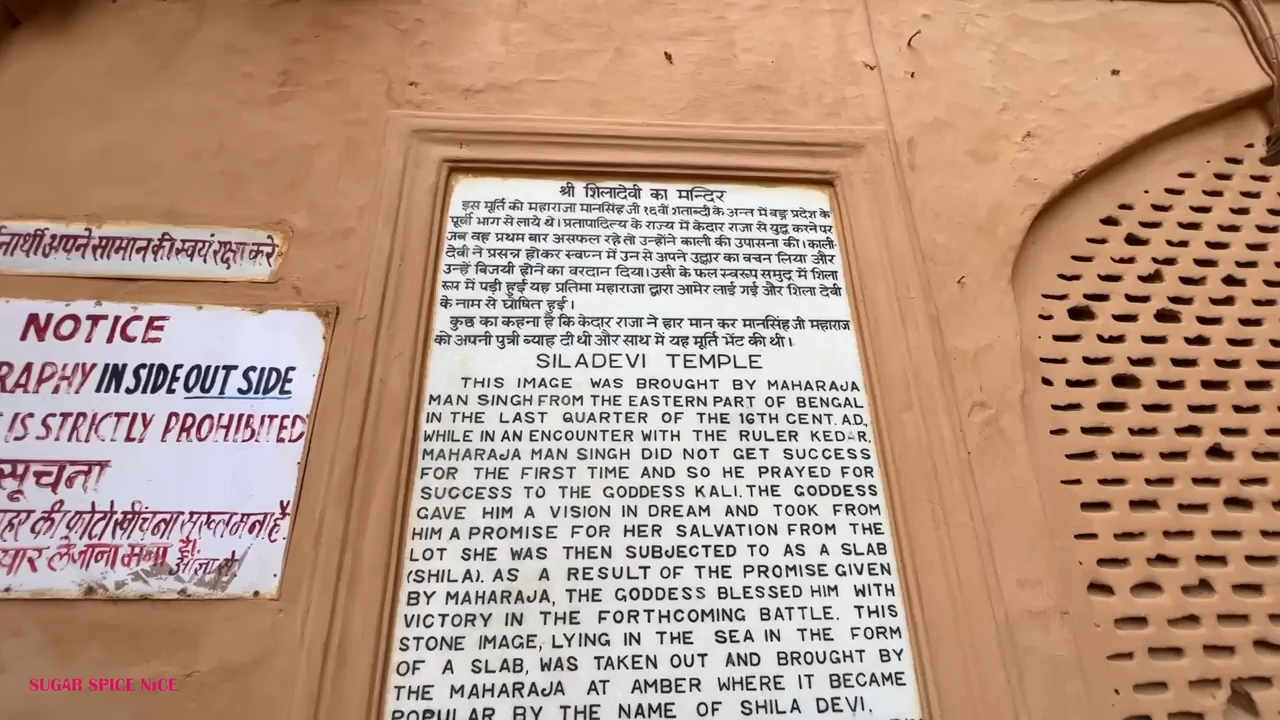 अपने सामान की स्वयं रक्षा करे
NOTICE
IN SIDE OUT SIDE
IS STRICTLY PROHIBITED
सूचना
की फोटो खींचना सख्त मना है
श्री शिलादेवी का मन्दिर
इस मूर्ति की महाराजा मानसिंह जी १६वीं शताब्दी के अन्त में बङ्ग प्रदेश के
पूर्वी भाग से लाये थे। प्रतापादित्य के राज्य में केदार राजा से युद्ध करने पर
जब वह प्रथम बार असफल रहे तो उन्होंने काली की उपासना की। काली
देवी ने प्रसन्न होकर स्वप्न में उन से अपने उद्धार का वचन लिया और
उन्हें विजयी होने का वरदान दिया। उसी के फल स्वरूप समुद्र में शिला
रूप में पड़ी हुई यह प्रतिमा महाराजा द्वारा आमेर लाई गई और शिला देवी
के नाम से घोषित हुई।
कुछ का कहना है कि केदार राजा ने हार मान कर मानसिंह जी महाराज
को अपनी पुत्री ब्याह दी थी और साथ में यह मूर्ति भेंट की थी।
SILADEVI TEMPLE
THIS IMAGE WAS BROUGHT BY MAHARAJA
MAN SINGH FROM THE EASTERN PART OF BENGAL
IN THE LAST QUARTER OF THE 16TH CENT. A.D.,
WHILE IN AN ENCOUNTER WITH THE RULER KEDAR,
MAHARAJA MAN SINGH DID NOT GET SUCCESS
FOR THE FIRST TIME AND SO HE PRAYED FOR
SUCCESS TO THE GODDESS KALI. THE GODDESS
GAVE HIM A VISION IN DREAM AND TOOK FROM
HIM A PROMISE FOR HER SALVATION FROM THE
LOT SHE WAS THEN SUBJECTED TO AS A SLAB
(SHILA). AS A RESULT OF THE PROMISE GIVEN
BY MAHARAJA, THE GODDESS BLESSED HIM WITH
VICTORY IN THE FORTHCOMING BATTLE. THIS
STONE IMAGE, LYING IN THE SEA IN THE FORM
OF A SLAB, WAS TAKEN OUT AND BROUGHT BY
THE MAHARAJA AT AMBER WHERE IT BECAME
POPULAR BY THE NAME OF SHILA DEVI.
SUGAR SPICE NiCE